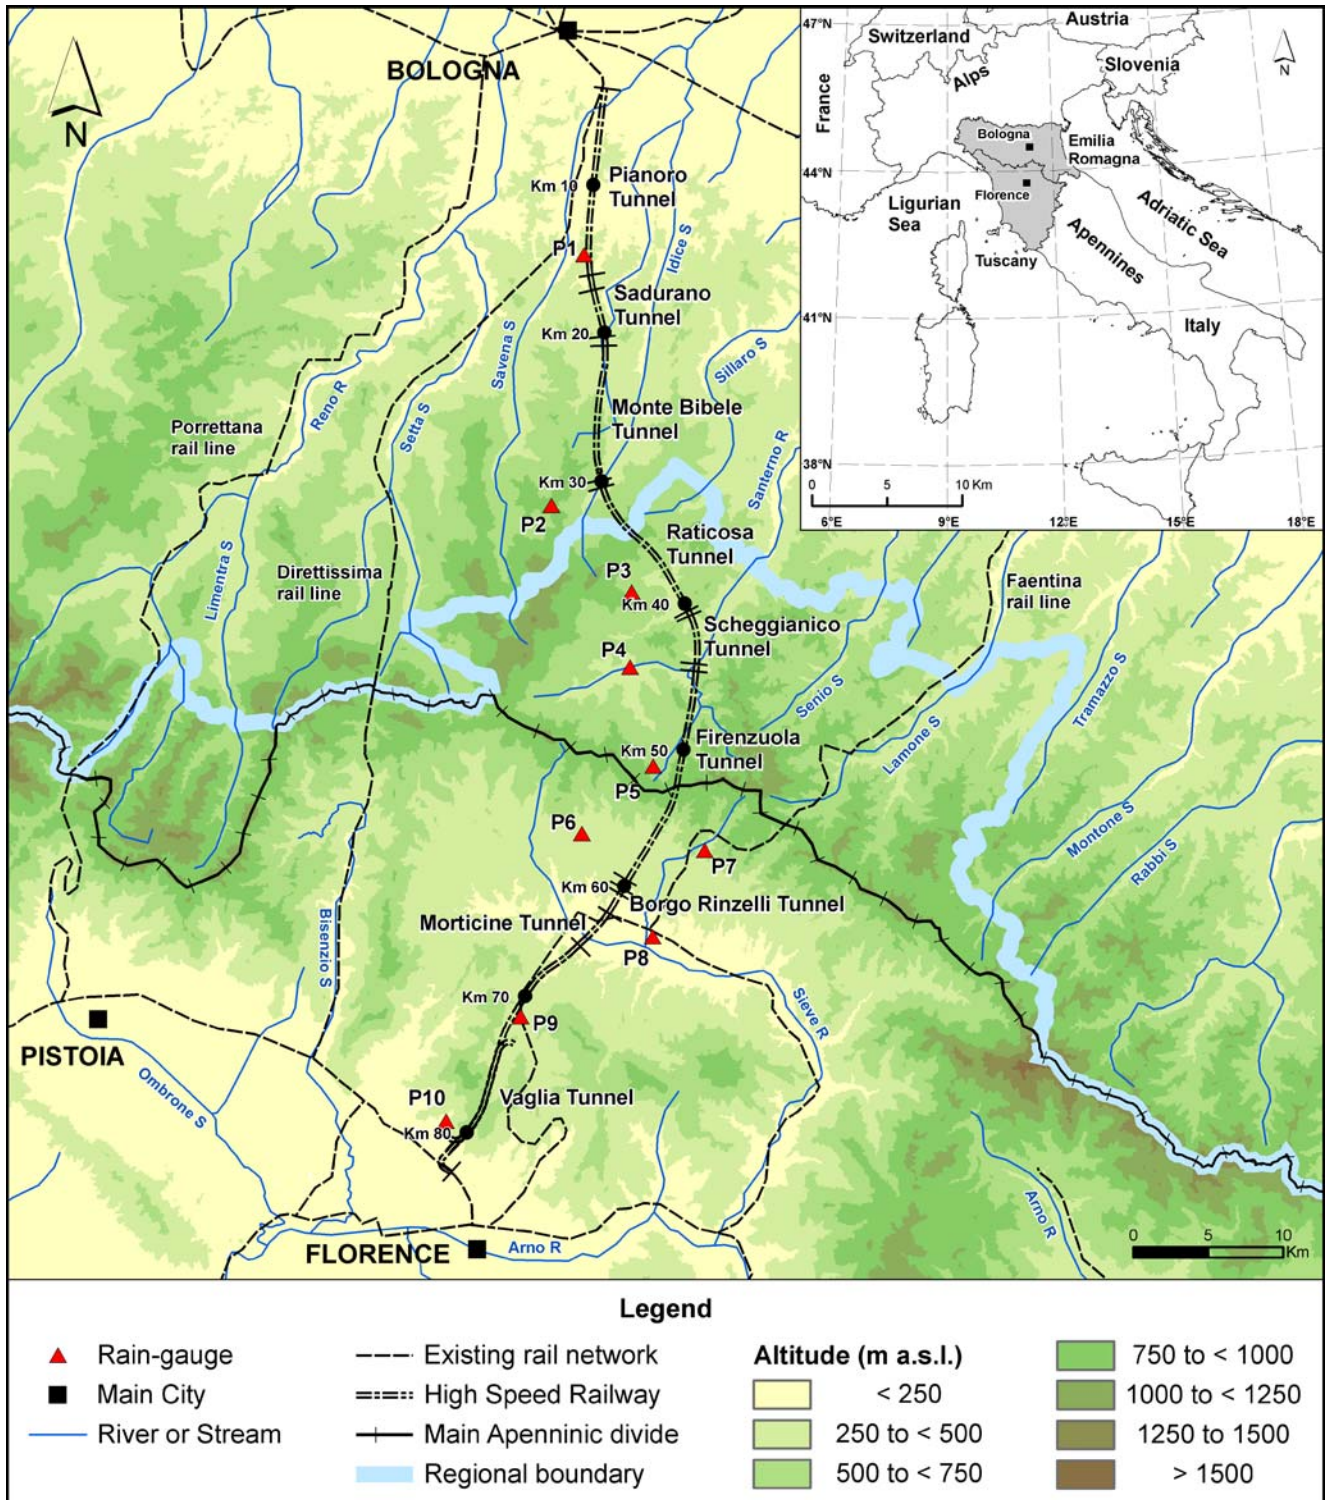 BOLOGNA
N
Km 10
Pianoro
Tunnel
P1
Idice S
Sadurano
Tunnel
Km 20
Savena S
Sillaro S
Reno R
Setta S
Porrettana
rail line
Monte Bibele
Tunnel
Santerno R
Km 30
P2
Raticosa
Tunnel
Limentra S
Direttissima
rail line
P3
Km 40
Faentina
rail line
Scheggianico
Tunnel
P4
Senio S
Tramazzo S
Lamone S
Km 50
Firenzuola
Tunnel
P5
P6
P7
Montone S
Rabbi S
Km 60
Borgo Rinzelli Tunnel
Morticine Tunnel
Bisenzio S
P8
Km 70
P9
Sieve R
PISTOIA
Ombrone S
P10
Vaglia Tunnel
Km 80
Arno R
FLORENCE
Arno R
0 5 10
Km
47°N
Austria
Switzerland
Slovenia
Alps
N
France
Bologna
Emilia
Romagna
44°N
Florence
Ligurian
Sea
Adriatic Sea
Apennines
Tuscany
41°N
Italy
38°N
0 5 10 Km
6°E 9°E 12°E 15°E 18°E
Legend
Rain-gauge
Main City
River or Stream
Existing rail network
High Speed Railway
Main Apenninic divide
Regional boundary
Altitude (m a.s.l.)
< 250
250 to < 500
500 to < 750
750 to < 1000
1000 to < 1250
1250 to 1500
> 1500